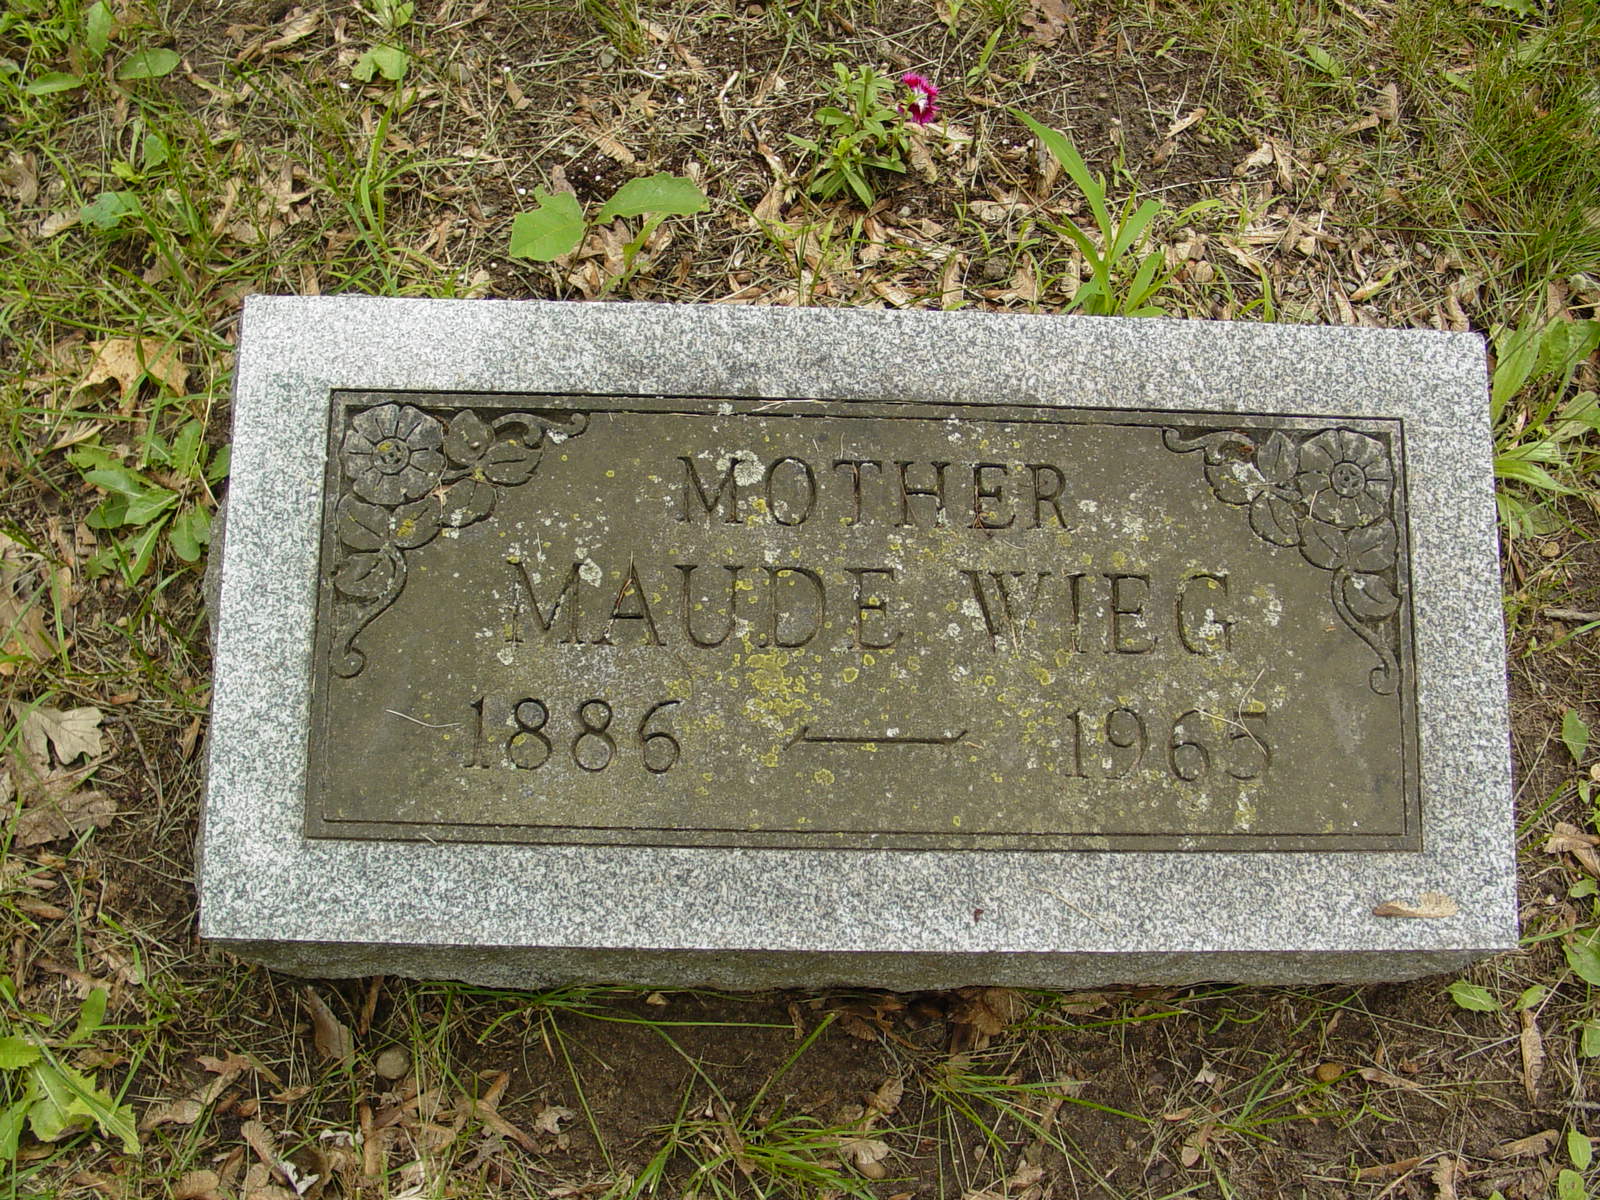 MOTHER
MAUDE WIEG
1886 — 1965